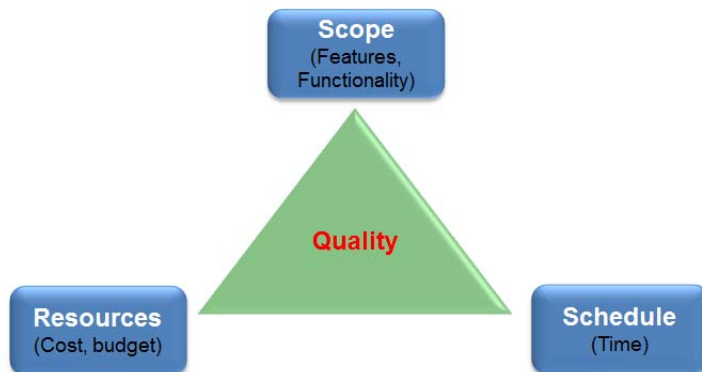 Scope
(Features,
Functionality)
Quality
Resources
(Cost, budget)
Schedule
(Time)